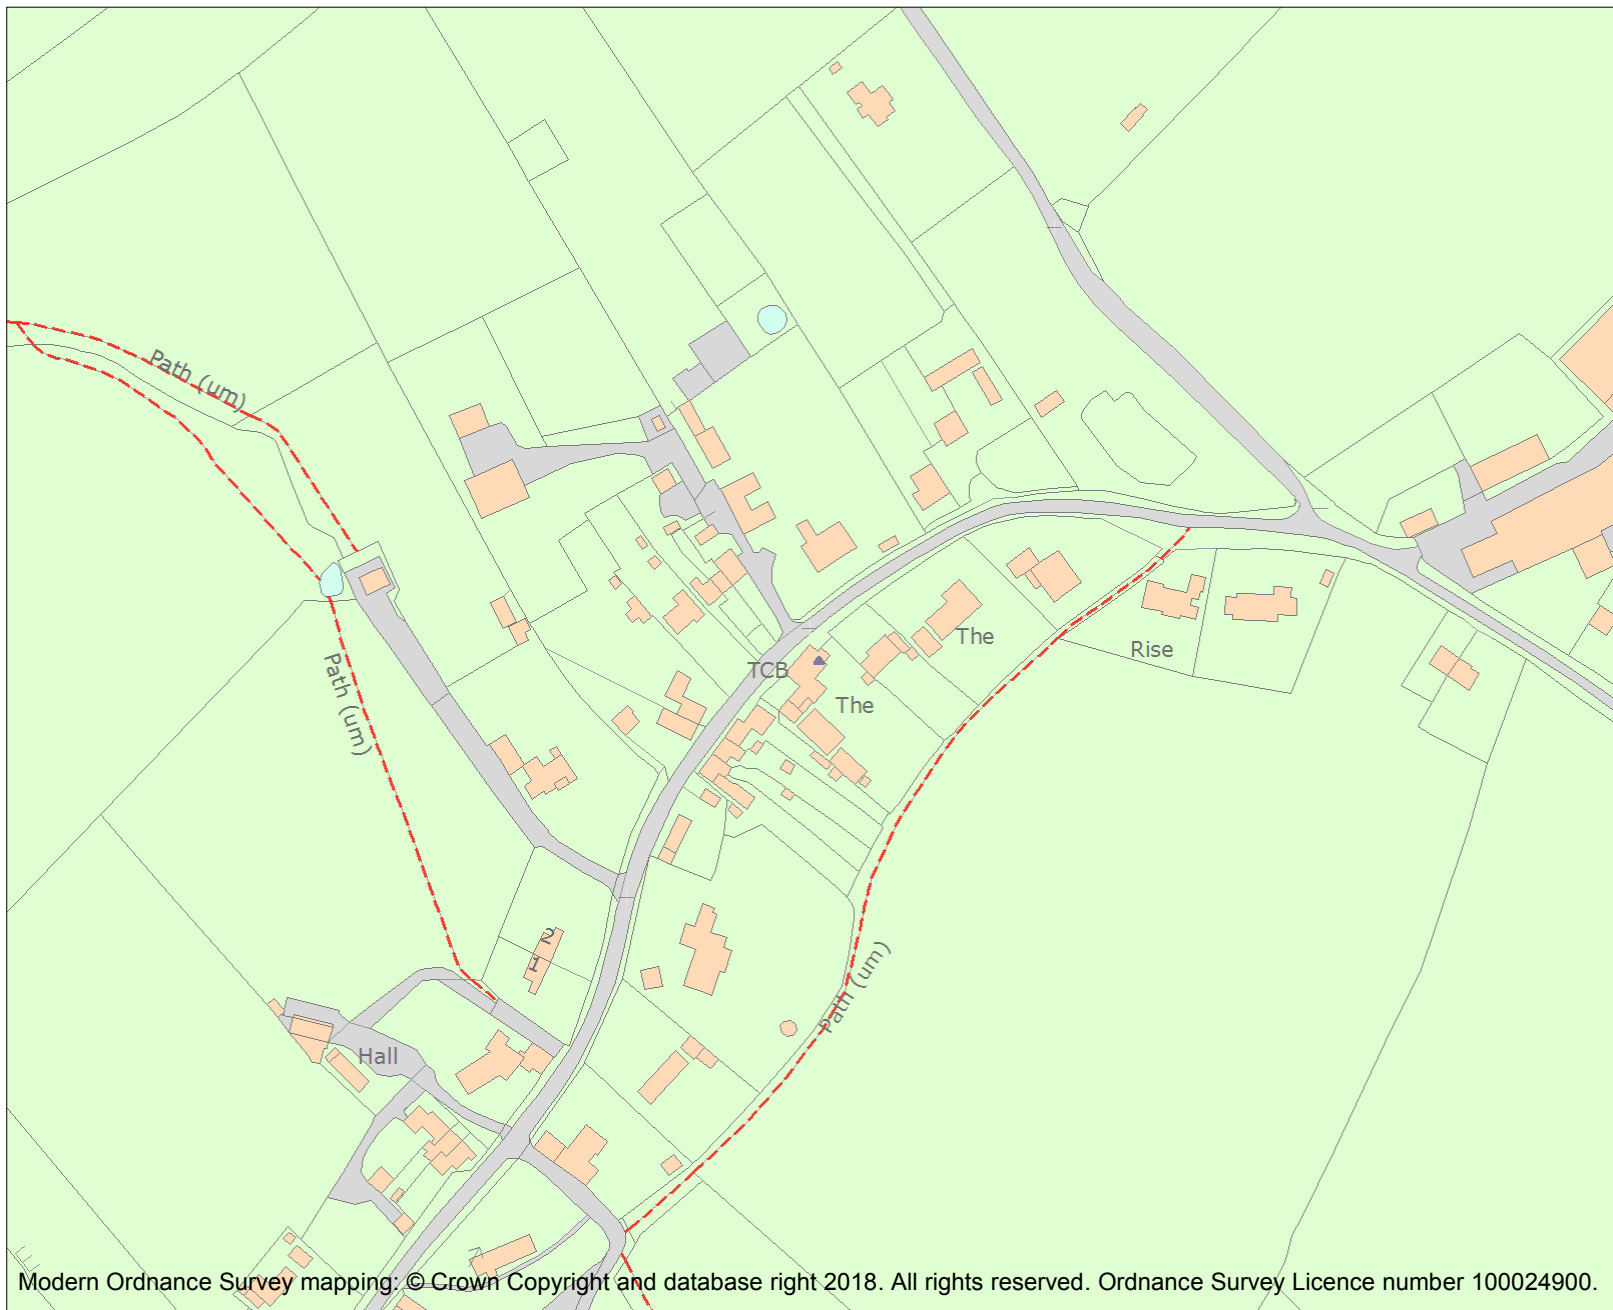 Path (um)
The
Rise
TCB
Path (um)
The
2
1
Path (um)
Hall
Modern Ordnance Survey mapping: © Crown Copyright and database right 2018. All rights reserved. Ordnance Survey Licence number 100024900.